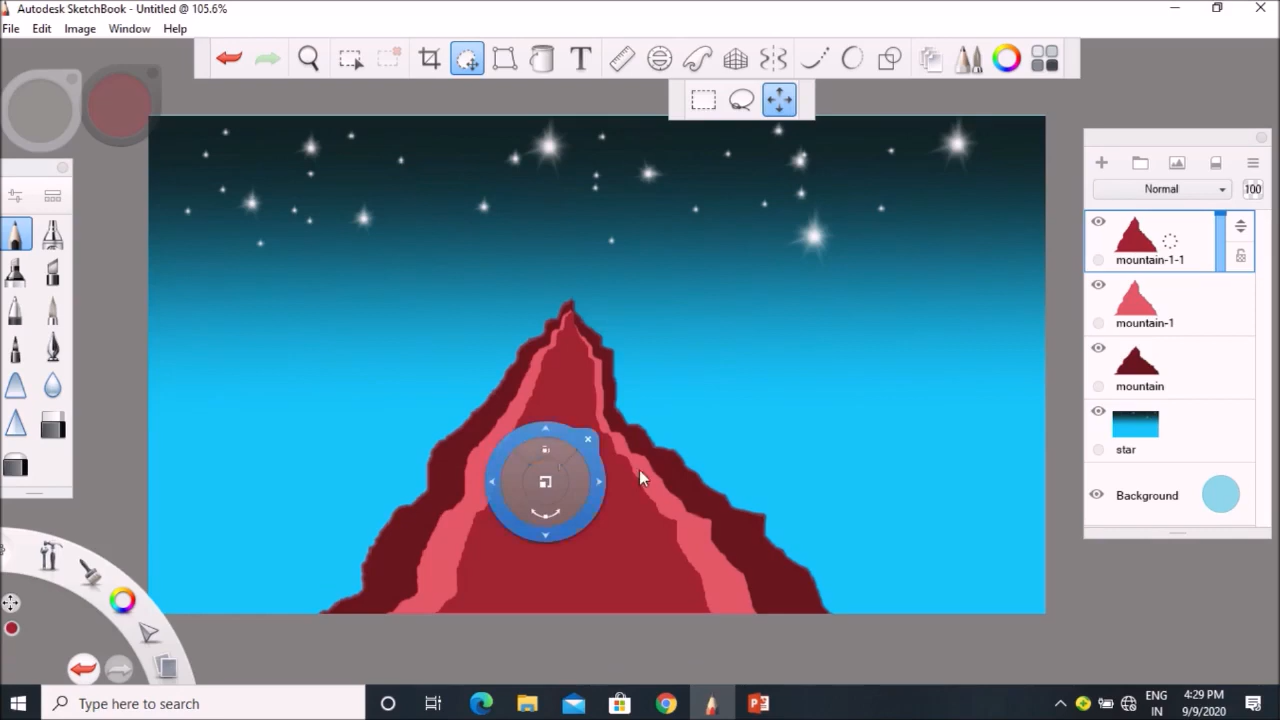 Autodesk SketchBook - Untitled @ 105.6%
File Edit Image Window Help
T
Normal 100
mountain-1-1
mountain-1
mountain
star
Background
Type here to search
ENG
IN
4:29 PM
9/9/2020